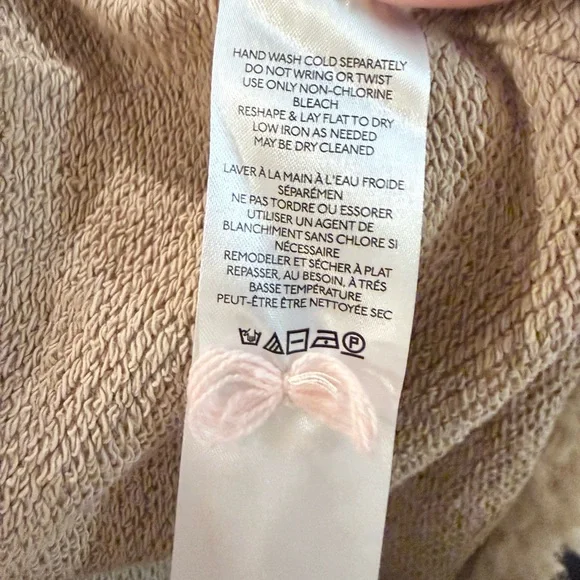 HAND WASH COLD SEPARATELY
DO NOT WRING OR TWIST
USE ONLY NON-CHLORINE
BLEACH
RESHAPE & LAY FLAT TO DRY
LOW IRON AS NEEDED
MAY BE DRY CLEANED
LAVER À LA MAIN À L'EAU FROIDE
SÉPARÉMEN
NE PAS TORDRE OU ESSORER
UTILISER UN AGENT DE
BLANCHIMENT SANS CHLORE SI
NÉCESSAIRE
REMODELER ET SÉCHER À PLAT
REPASSER, AU BESOIN, À TRÉS
BASSE TEMPÉRATURE
PEUT-ÊTRE ÊTRE NETTOYÉE SEC
P